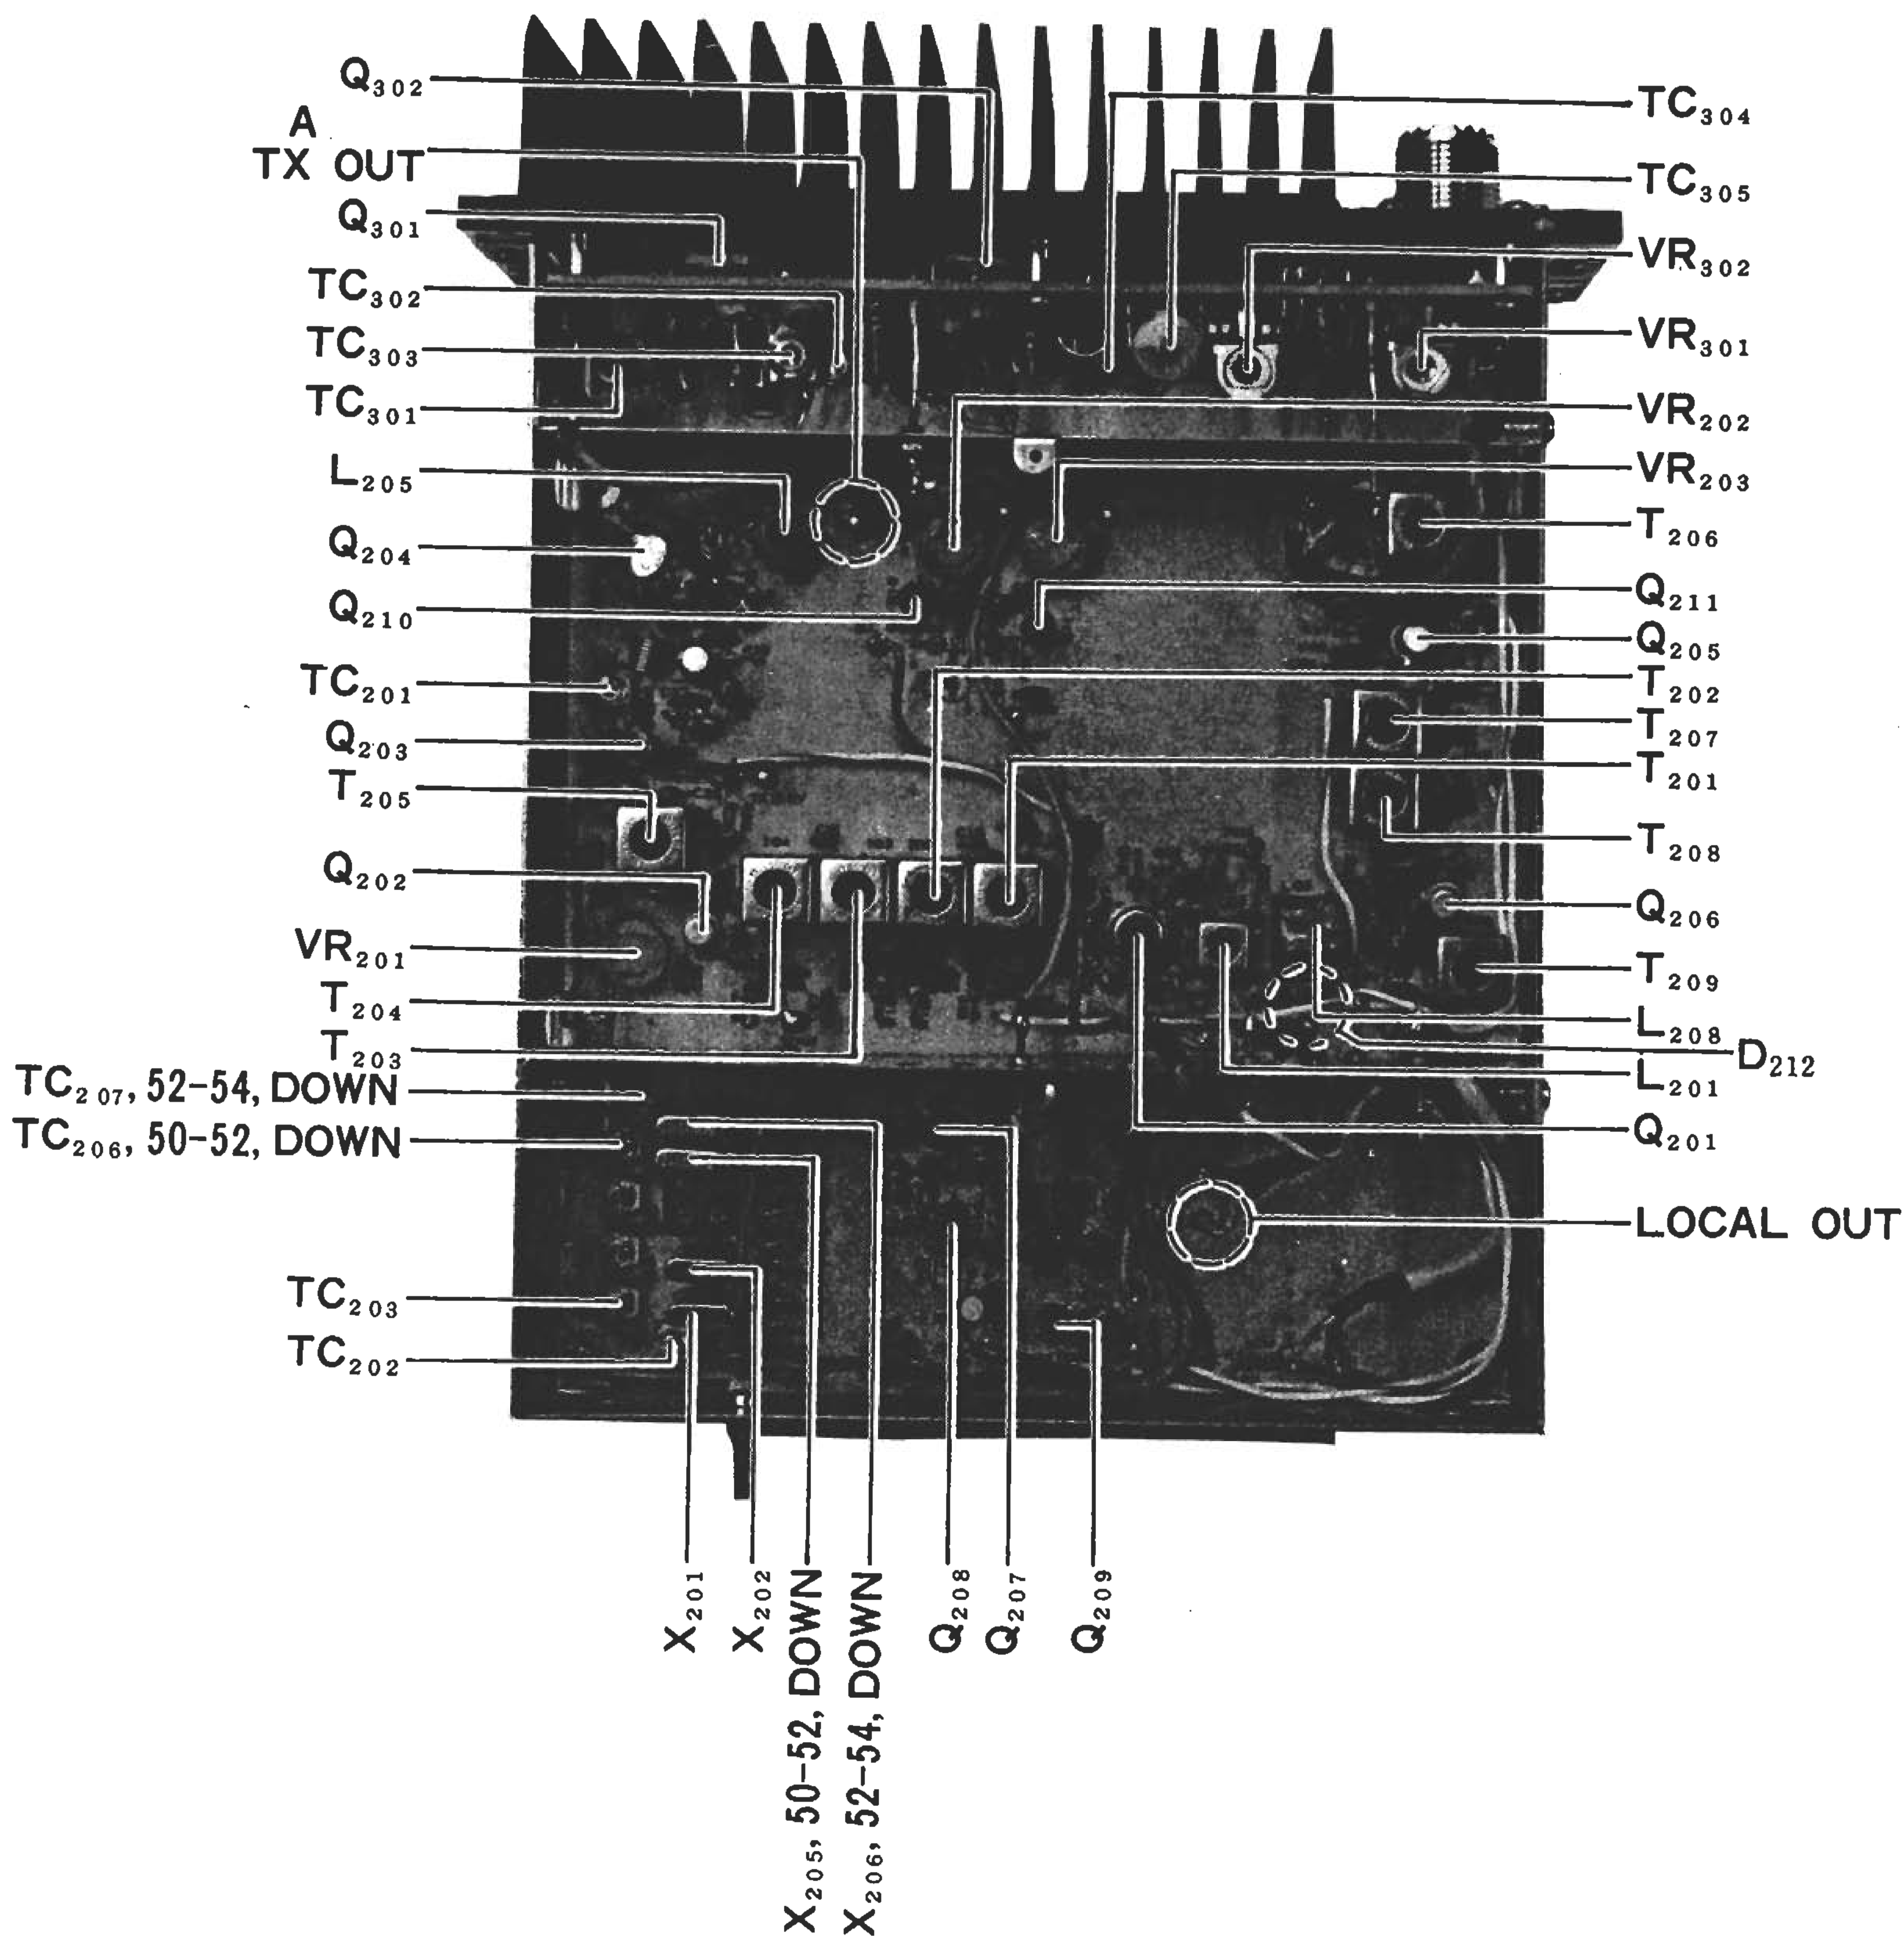 Q302
A
TX OUT
Q301
TC302
TC303
TC301
L205
Q204
Q210
TC201
Q203
T205
Q202
VR201
T204
T203
TC207, 52-54, DOWN
TC206, 50-52, DOWN
TC203
TC202
TC304
TC305
VR302
VR301
VR202
VR203
T206
Q211
Q205
T202
T207
T201
T208
Q206
T209
L208
D212
L201
Q201
LOCAL OUT
X201
X202
X205, 50-52, DOWN
X206, 52-54, DOWN
Q208
Q207
Q209